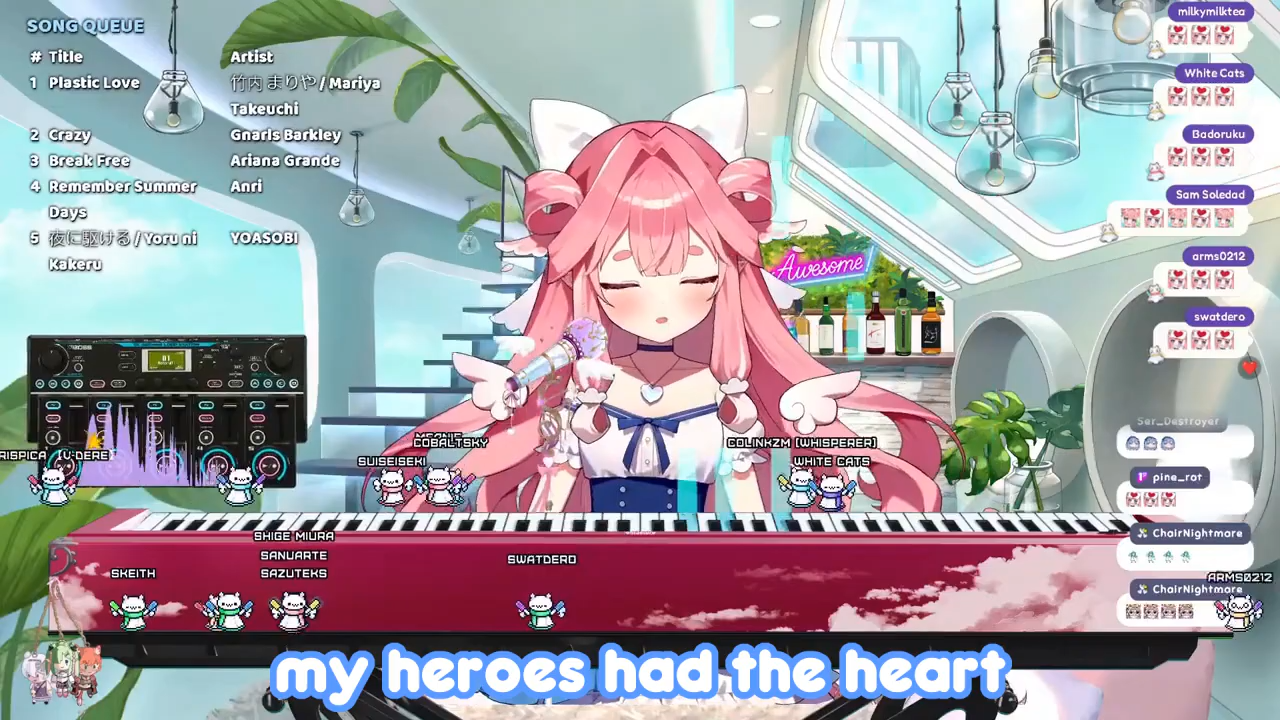 SONG QUEUE
# Title Artist
1 Plastic Love 竹内 まりや / Mariya
Takeuchi
2 Crazy Gnarls Barkley
3 Break Free Ariana Grande
4 Remember Summer Anri
Days
5 夜に駆ける / Yoru ni YOASOBI
Kakeru
milkymilktea
White Cats
Badoruku
Sam Soledad
arms0212
swatdero
Ser_Destroyer
pine_rat
ChairNightmare
ChairNightmare
Awesome
BOSS
COBALTSKY
SUISEISEKI
COLINKZM [WHISPERER]
WHITE CATS
SHIGE MIURA
SANUARTE
SAZUTEKS
SKEITH
SWATDERO
ARMS0212
my heroes had the heart